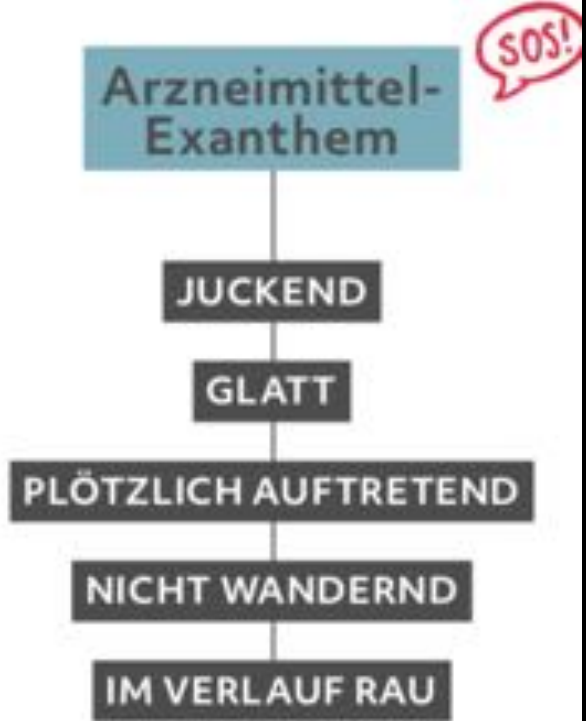 SOS!
Arzneimittel-
Exanthem
JUCKEND
GLATT
PLÖTZLICH AUFTRETEND
NICHT WANDERND
IM VERLAUF RAU